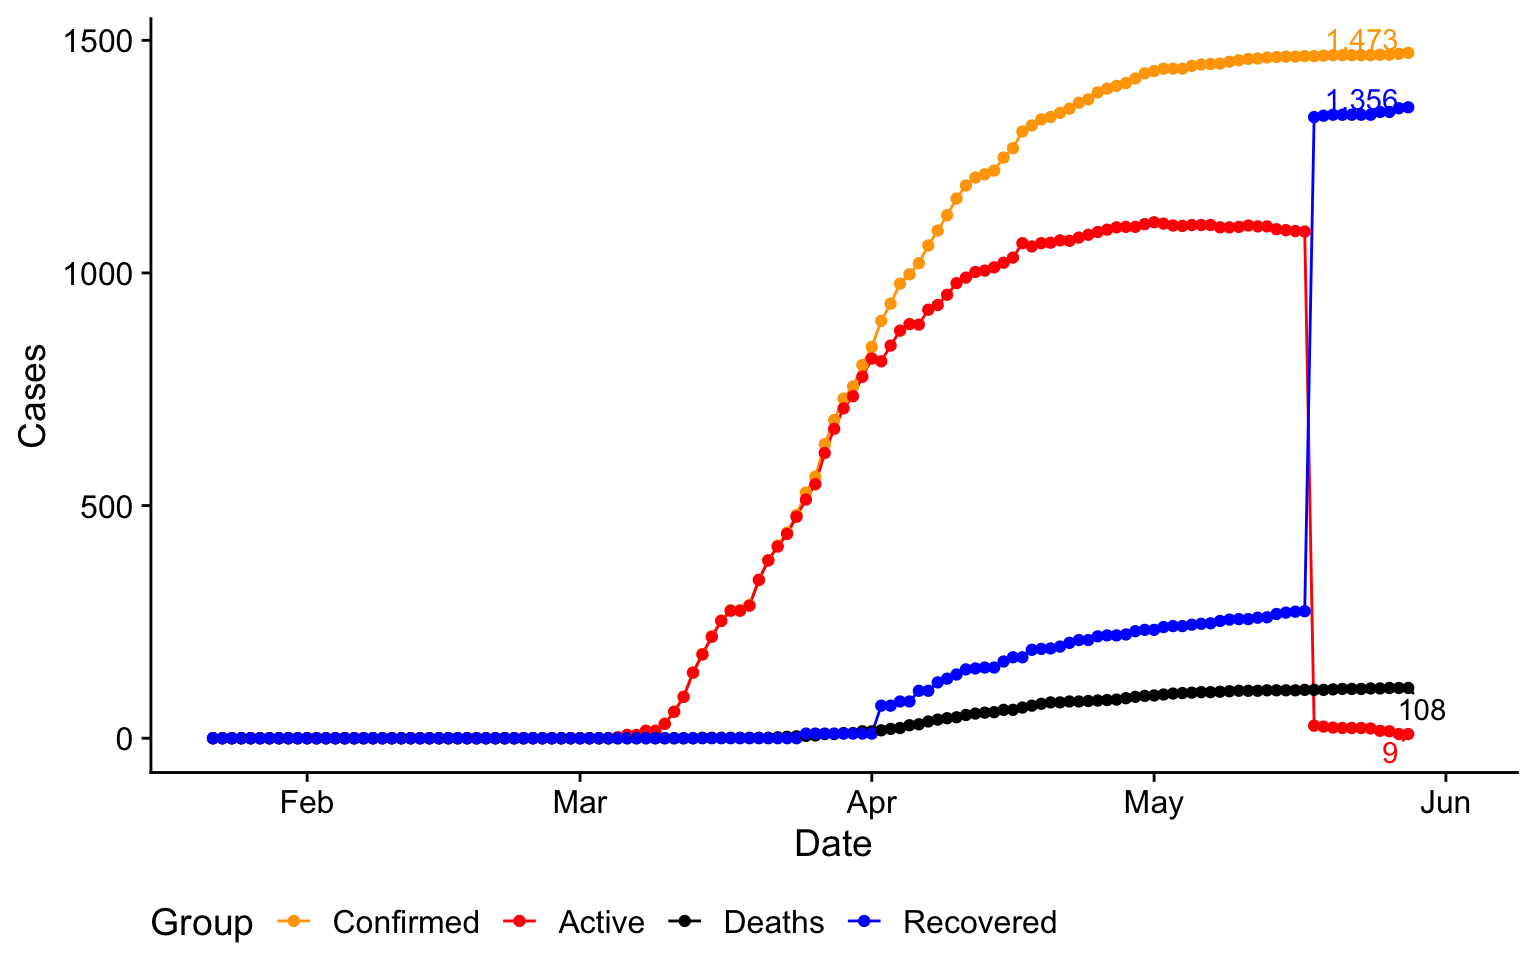 1,473
1500
1,356
1000
Cases
500
108
0
9
Feb Mar Apr May Jun
Date
Group Confirmed Active Deaths Recovered